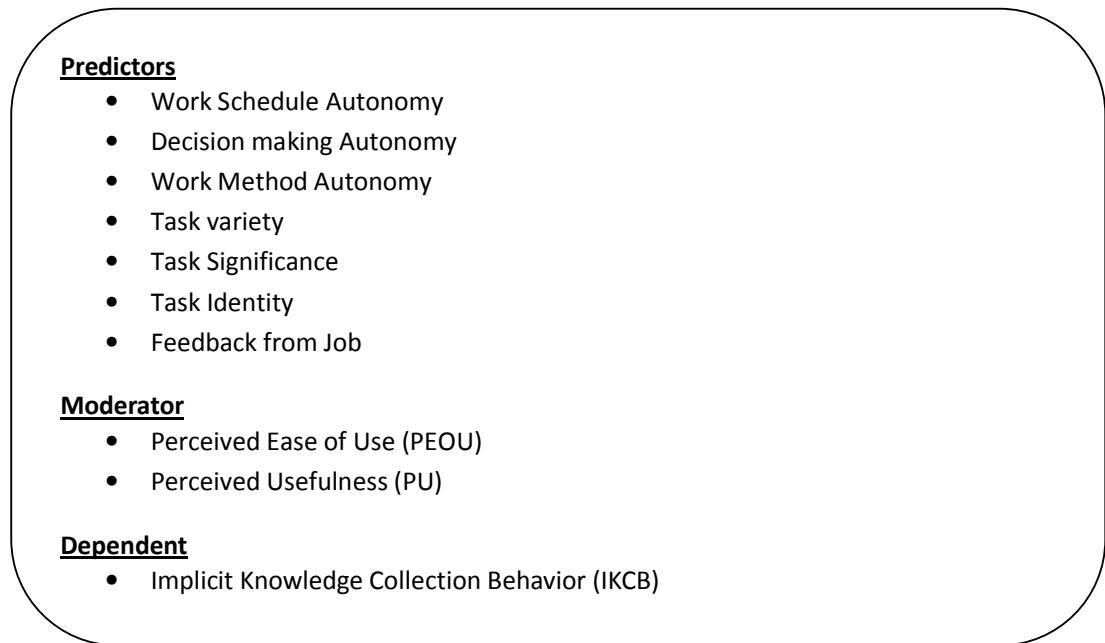 Predictors
• Work Schedule Autonomy
• Decision making Autonomy
• Work Method Autonomy
• Task variety
• Task Significance
• Task Identity
• Feedback from Job
Moderator
• Perceived Ease of Use (PEOU)
• Perceived Usefulness (PU)
Dependent
• Implicit Knowledge Collection Behavior (IKCB)